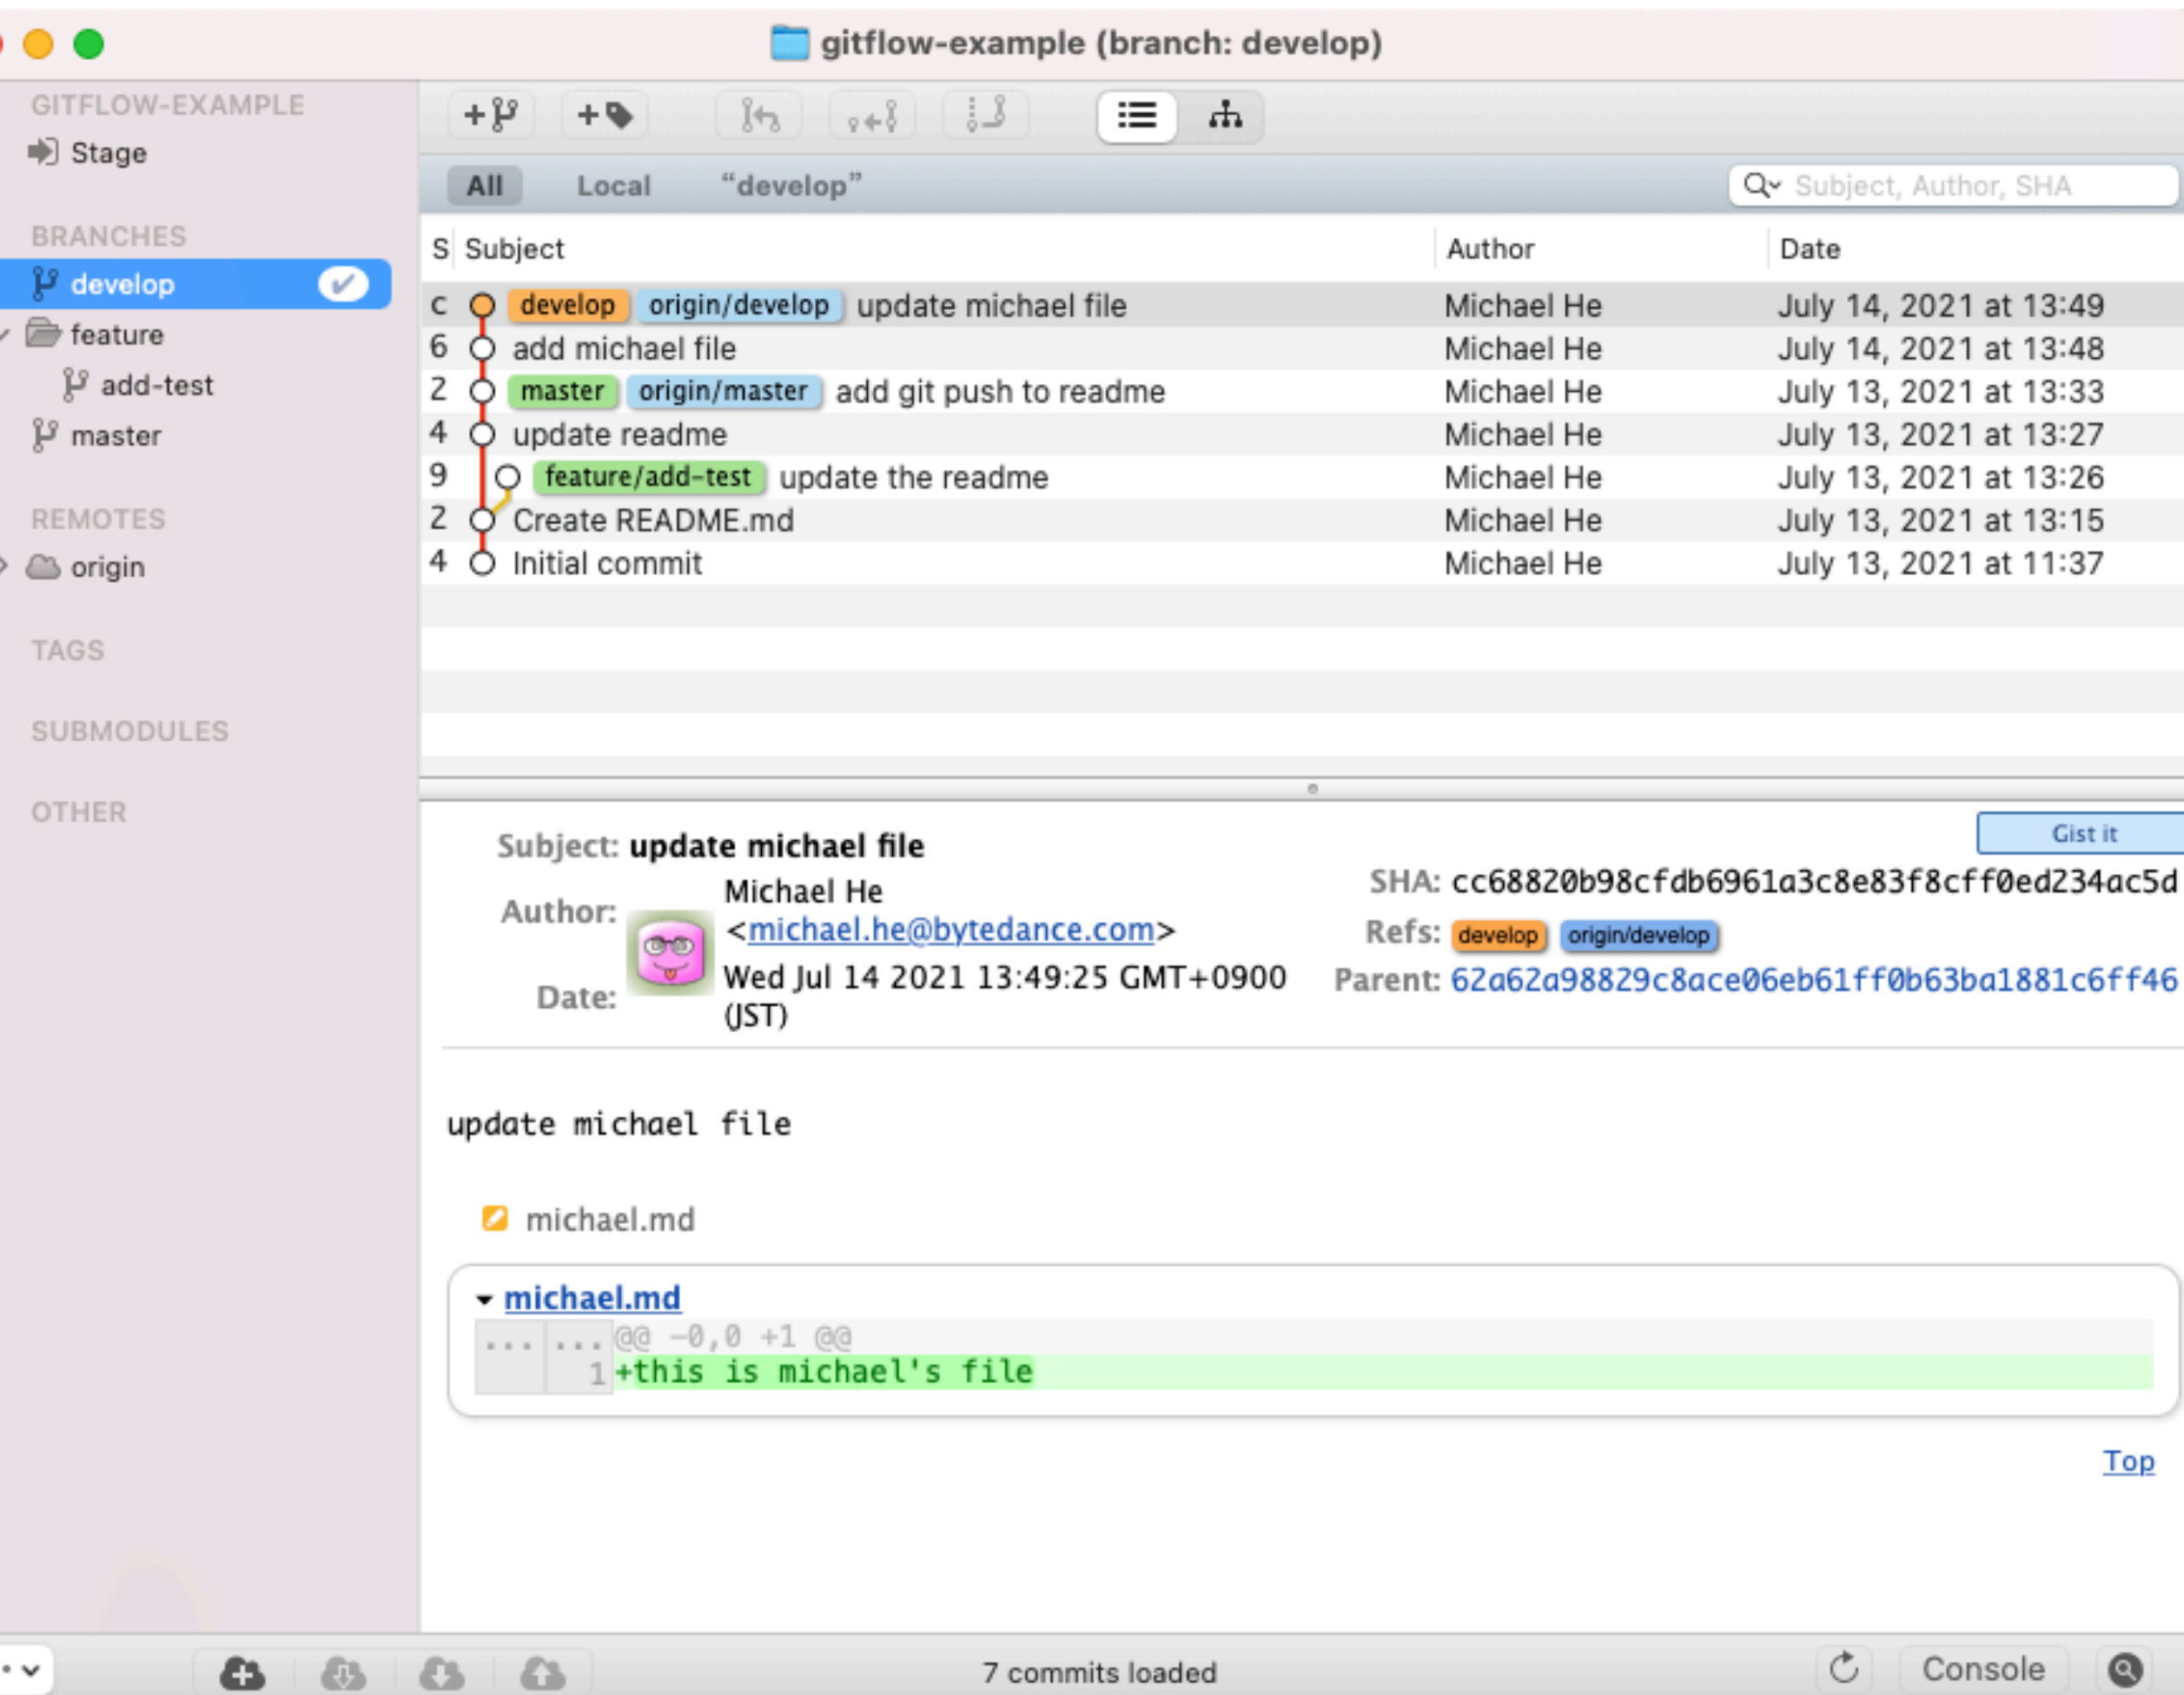 gitflow-example (branch: develop)
GITFLOW-EXAMPLE
Stage
BRANCHES
develop
feature
add-test
master
REMOTES
origin
TAGS
SUBMODULES
OTHER
All Local “develop” Subject, Author, SHA
S Subject Author Date
c develop origin/develop update michael file Michael He July 14, 2021 at 13:49
6 add michael file Michael He July 14, 2021 at 13:48
2 master origin/master add git push to readme Michael He July 13, 2021 at 13:33
4 update readme Michael He July 13, 2021 at 13:27
9 feature/add-test update the readme Michael He July 13, 2021 at 13:26
2 Create README.md Michael He July 13, 2021 at 13:15
4 Initial commit Michael He July 13, 2021 at 11:37
Gist it
Subject: update michael file
Author: Michael He
<michael.he@bytedance.com>
Date: Wed Jul 14 2021 13:49:25 GMT+0900
(JST)
SHA: cc68820b98cfdb6961a3c8e83f8cff0ed234ac5d
Refs: develop origin/develop
Parent: 62a62a98829c8ace06eb61ff0b63ba1881c6ff46
update michael file
michael.md
michael.md
... ... @@ -0,0 +1 @@
1 +this is michael's file
Top
7 commits loaded
Console